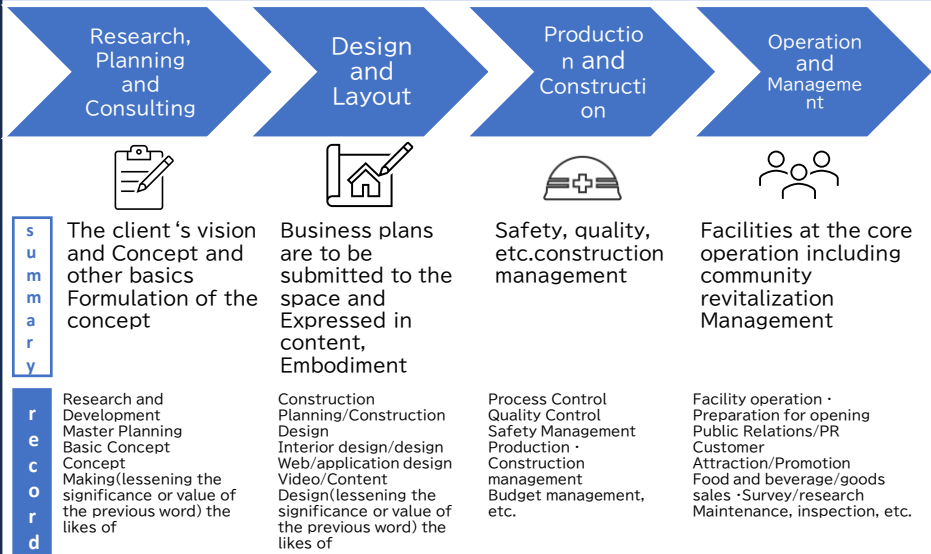 Research,
Planning
and
Consulting
Design
and
Layout
Productio
n and
Constructi
on
Operation
and
Manageme
nt
summary
The client‘s vision
and Concept and
other basics
Formulation of the
concept
Business plans
are to be
submitted to the
space and
Expressed in
content,
Embodiment
Safety, quality,
etc.construction
management
Facilities at the core
operation including
community
revitalization
Management
record
Research and
Development
Master Planning
Basic Concept
Concept
Making(lessening the
significance or value of
the previous word) the
likes of
Construction
Planning/Construction
Design
Interior design/design
Web/application design
Video/Content
Design(lessening the
significance or value of
the previous word) the
likes of
Process Control
Quality Control
Safety Management
Production・
Construction
management
Budget management,
etc.
Facility operation・
Preparation for opening
Public Relations/PR
Customer
Attraction/Promotion
Food and beverage/goods
sales・Survey/research
Maintenance, inspection, etc.